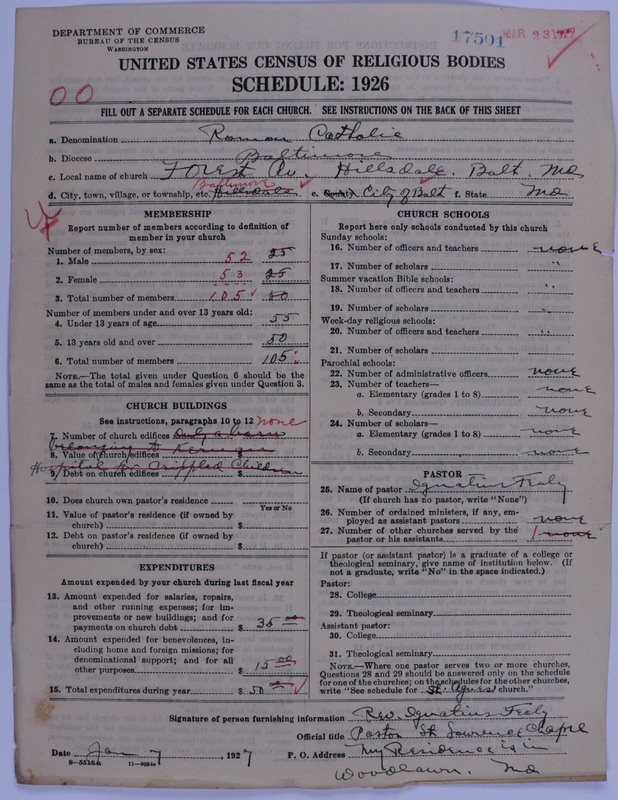 DEPARTMENT OF COMMERCE
BUREAU OF THE CENSUS
WASHINGTON
17501
MAR 23 1927
UNITED STATES CENSUS OF RELIGIOUS BODIES
SCHEDULE: 1926
00
FILL OUT A SEPARATE SCHEDULE FOR EACH CHURCH. SEE INSTRUCTIONS ON THE BACK OF THIS SHEET
a. Denomination Roman Catholic
b. Diocese Baltimore
c. Local name of church Forest Av. Hillsdale. Balt. Md
d. City, town, village, or township, etc. Hillsdale Baltimore e. County City of Balt f. State Md
MEMBERSHIP
Report number of members according to definition of
member in your church
Number of members, by sex:
1. Male 52 25
2. Female 53 25
3. Total number of members 105 50
Number of members under and over 13 years old:
4. Under 13 years of age 55
5. 13 years old and over 50
6. Total number of members 105
NOTE.—The total given under Question 6 should be the
same as the total of males and females given under Question 3.
CHURCH BUILDINGS
See instructions, paragraphs 10 to 12 none
7. Number of church edifices
belonging to Kernan
8. Value of church edifices
Hospital for Crippled Children
9. Debt on church edifices $
10. Does church own pastor's residence
Yes or No
11. Value of pastor's residence (if owned by
church) $
12. Debt on pastor's residence (if owned by
church) $
EXPENDITURES
Amount expended by your church during last fiscal year
13. Amount expended for salaries, repairs,
and other running expenses; for im-
provements or new buildings; and for
payments on church debt $ 35 00
14. Amount expended for benevolences, in-
cluding home and foreign missions; for
denominational support; and for all
other purposes 15 00
15. Total expenditures during year $ 50 00
CHURCH SCHOOLS
Report here only schools conducted by this church
Sunday schools:
16. Number of officers and teachers none
17. Number of scholars "
Summer vacation Bible schools:
18. Number of officers and teachers "
19. Number of scholars
Week-day religious schools:
20. Number of officers and teachers "
21. Number of scholars
Parochial schools:
22. Number of administrative officers none
23. Number of teachers—
a. Elementary (grades 1 to 8) none
b. Secondary none
24. Number of scholars—
a. Elementary (grades 1 to 8) none
b. Secondary none
PASTOR
25. Name of pastor Ignatius Fealy
(If church has no pastor, write "None")
26. Number of ordained ministers, if any, em-
ployed as assistant pastors none
27. Number of other churches served by the
pastor or his assistants 1 none
If pastor (or assistant pastor) is a graduate of a college or
theological seminary, give name of institution below. (If
not a graduate, write "No" in the space indicated.)
Pastor:
28. College
29. Theological seminary
Assistant pastor:
30. College
31. Theological seminary
NOTE.—Where one pastor serves two or more churches,
Questions 28 and 29 should be answered only on the schedule
for one of the churches; on the schedules for the other churches,
write "See schedule for St. Agnes church."
Signature of person furnishing information Rev. Ignatius Fealy
Official title Pastor St Lawrence Chapel
Date Jan 7, 1927 P. O. Address My Residence is in
Woodlawn. Md
8-5515a 11-9054a